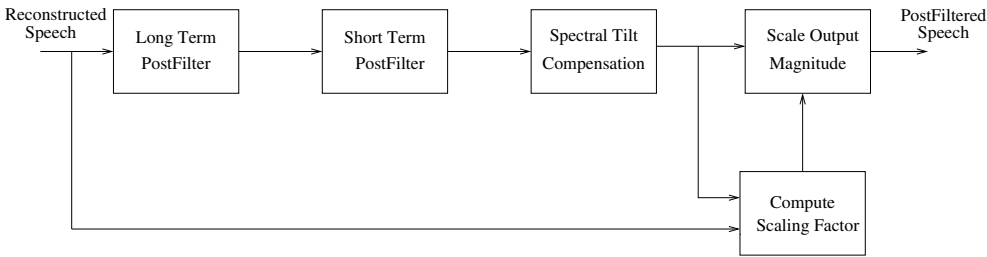 Reconstructed
Speech
Long Term
PostFilter
Short Term
PostFilter
Spectral Tilt
Compensation
Scale Output
Magnitude
PostFiltered
Speech
Compute
Scaling Factor